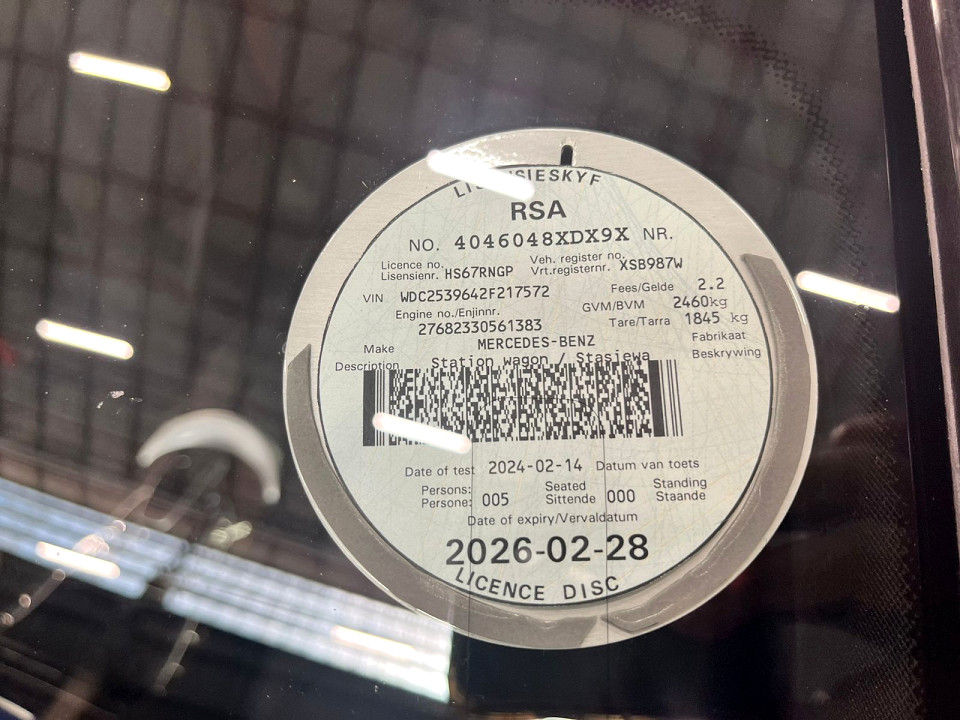 RSA
NO. 4046048XDX9X NR.
Licence no. Veh. register no.
Lisensienr. HS67RNGP Vrt.registernr. XSB987W
VIN WDC2539642F217572 Fees/Gelde 2.2
Engine no./Enjinnr. GVM/BVM 2460kg
27682330561383 Tare/Tarra 1845 kg
Make MERCEDES-BENZ Fabrikaat
Description Station wagon / Stasiewa Beskrywing
Date of test 2024-02-14 Datum van toets
Persons: Seated Standing
Persone: 005 Sittende 000 Staande
Date of expiry/Vervaldatum
2026-02-28
LICENCE DISC